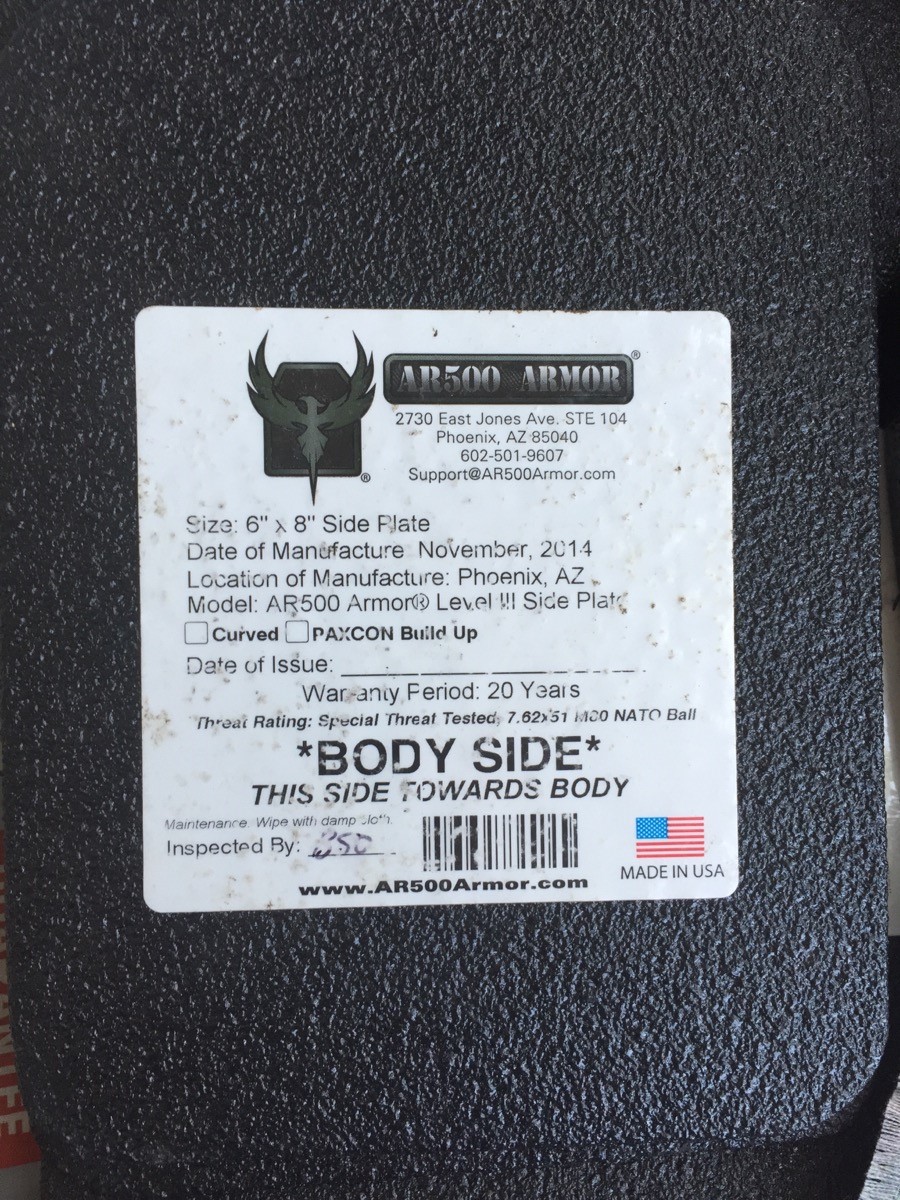 AR500 ARMOR®
2730 East Jones Ave. STE 104
Phoenix, AZ 85040
602-501-9607
Support@AR500Armor.com
®
Size: 6" x 8" Side Plate
Date of Manufacture November, 2014
Location of Manufacture: Phoenix, AZ
Model: AR500 Armor® Level III Side Plate
Curved PAXCON Build Up
Date of Issue:
Warranty Period: 20 Years
Threat Rating: Special Threat Tested, 7.62x51 M80 NATO Ball
*BODY SIDE*
THIS SIDE TOWARDS BODY
Maintenance. Wipe with damp cloth.
Inspected By:
MADE IN USA
www.AR500Armor.com